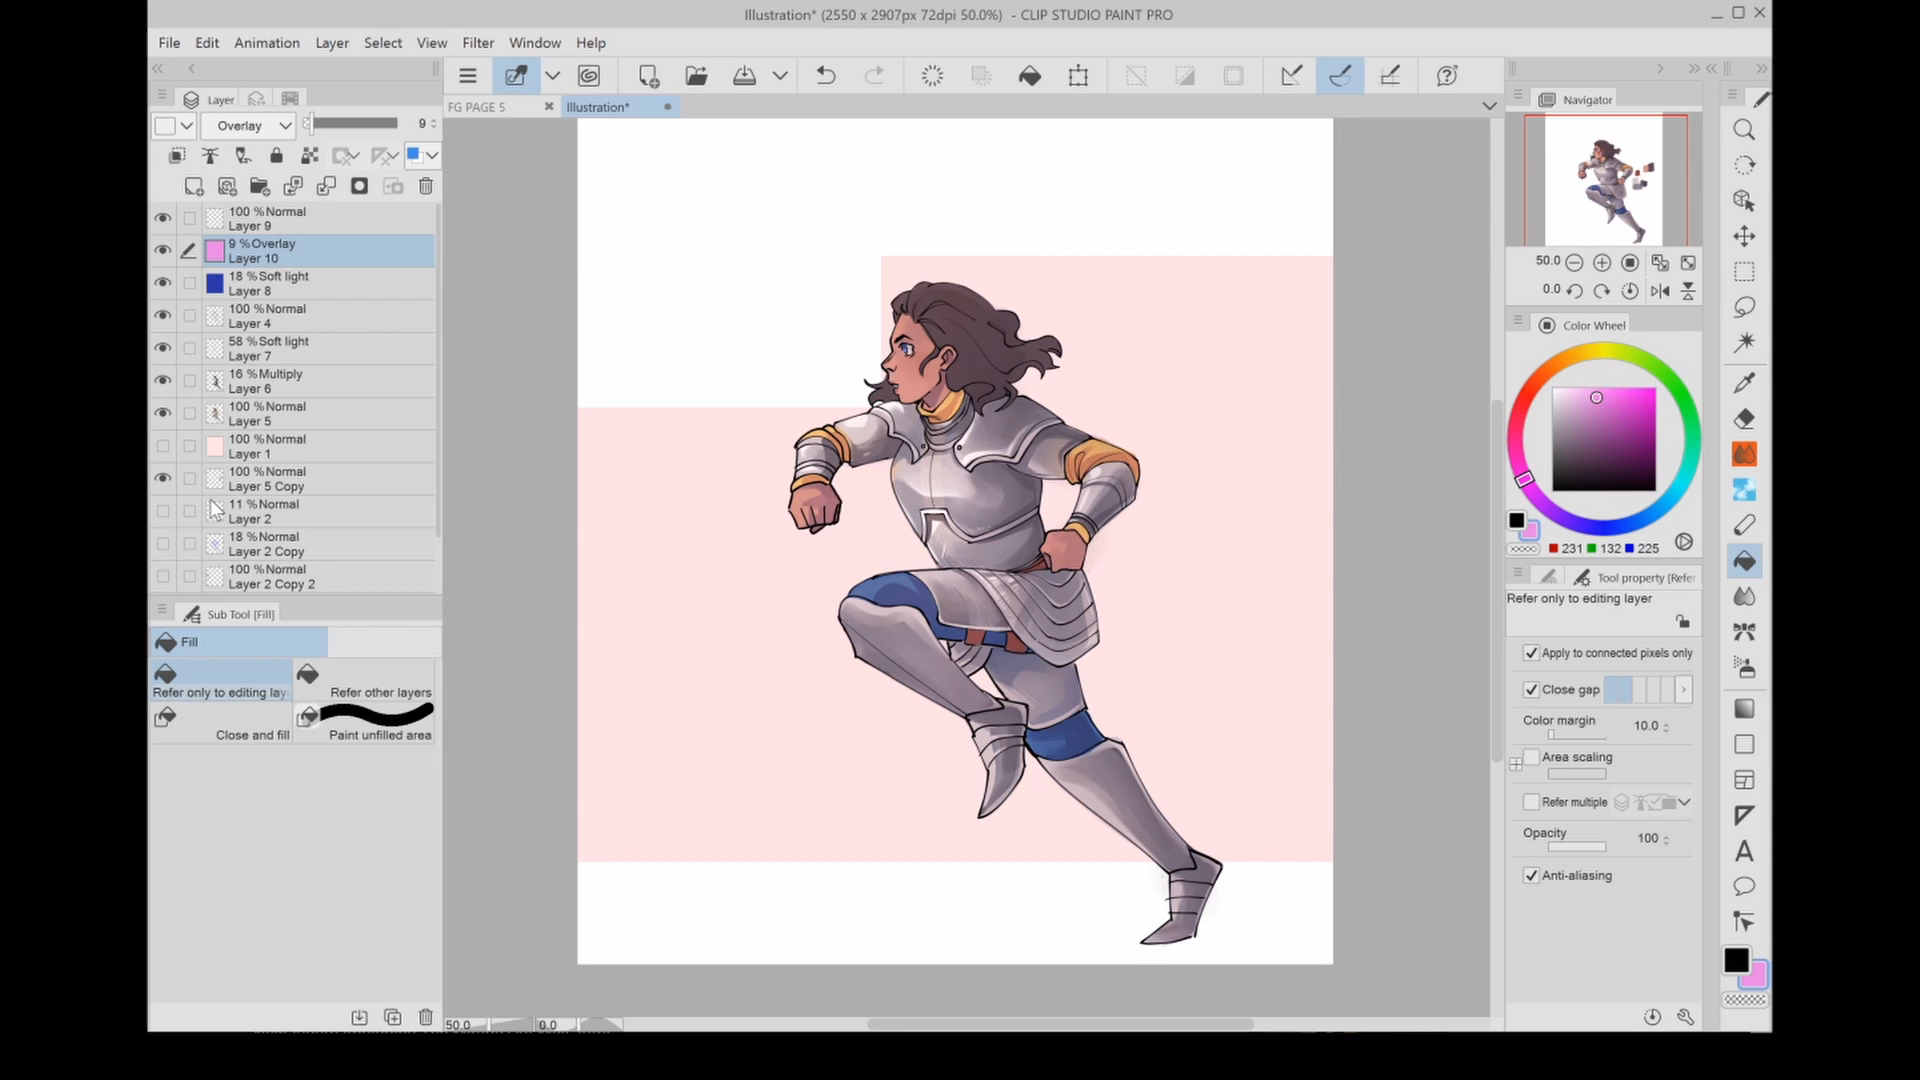 Illustration* (2550 x 2907px 72dpi 50.0%) - CLIP STUDIO PAINT PRO
File Edit Animation Layer Select View Filter Window Help
FG PAGE 5
Illustration*
Layer
Overlay
9
100 %Normal
Layer 9
9 %Overlay
Layer 10
18 %Soft light
Layer 8
100 %Normal
Layer 4
58 %Soft light
Layer 7
16 %Multiply
Layer 6
100 %Normal
Layer 5
100 %Normal
Layer 1
100 %Normal
Layer 5 Copy
11 %Normal
Layer 2
18 %Normal
Layer 2 Copy
100 %Normal
Layer 2 Copy 2
Sub Tool [Fill]
Fill
Refer only to editing lay
Refer other layers
Close and fill
Paint unfilled area
50.0
0.0
Navigator
50.0
0.0
Color Wheel
231 132 225
Tool property [Refer
Refer only to editing layer
Apply to connected pixels only
Close gap
Color margin
10.0
Area scaling
Refer multiple
Opacity
100
Anti-aliasing